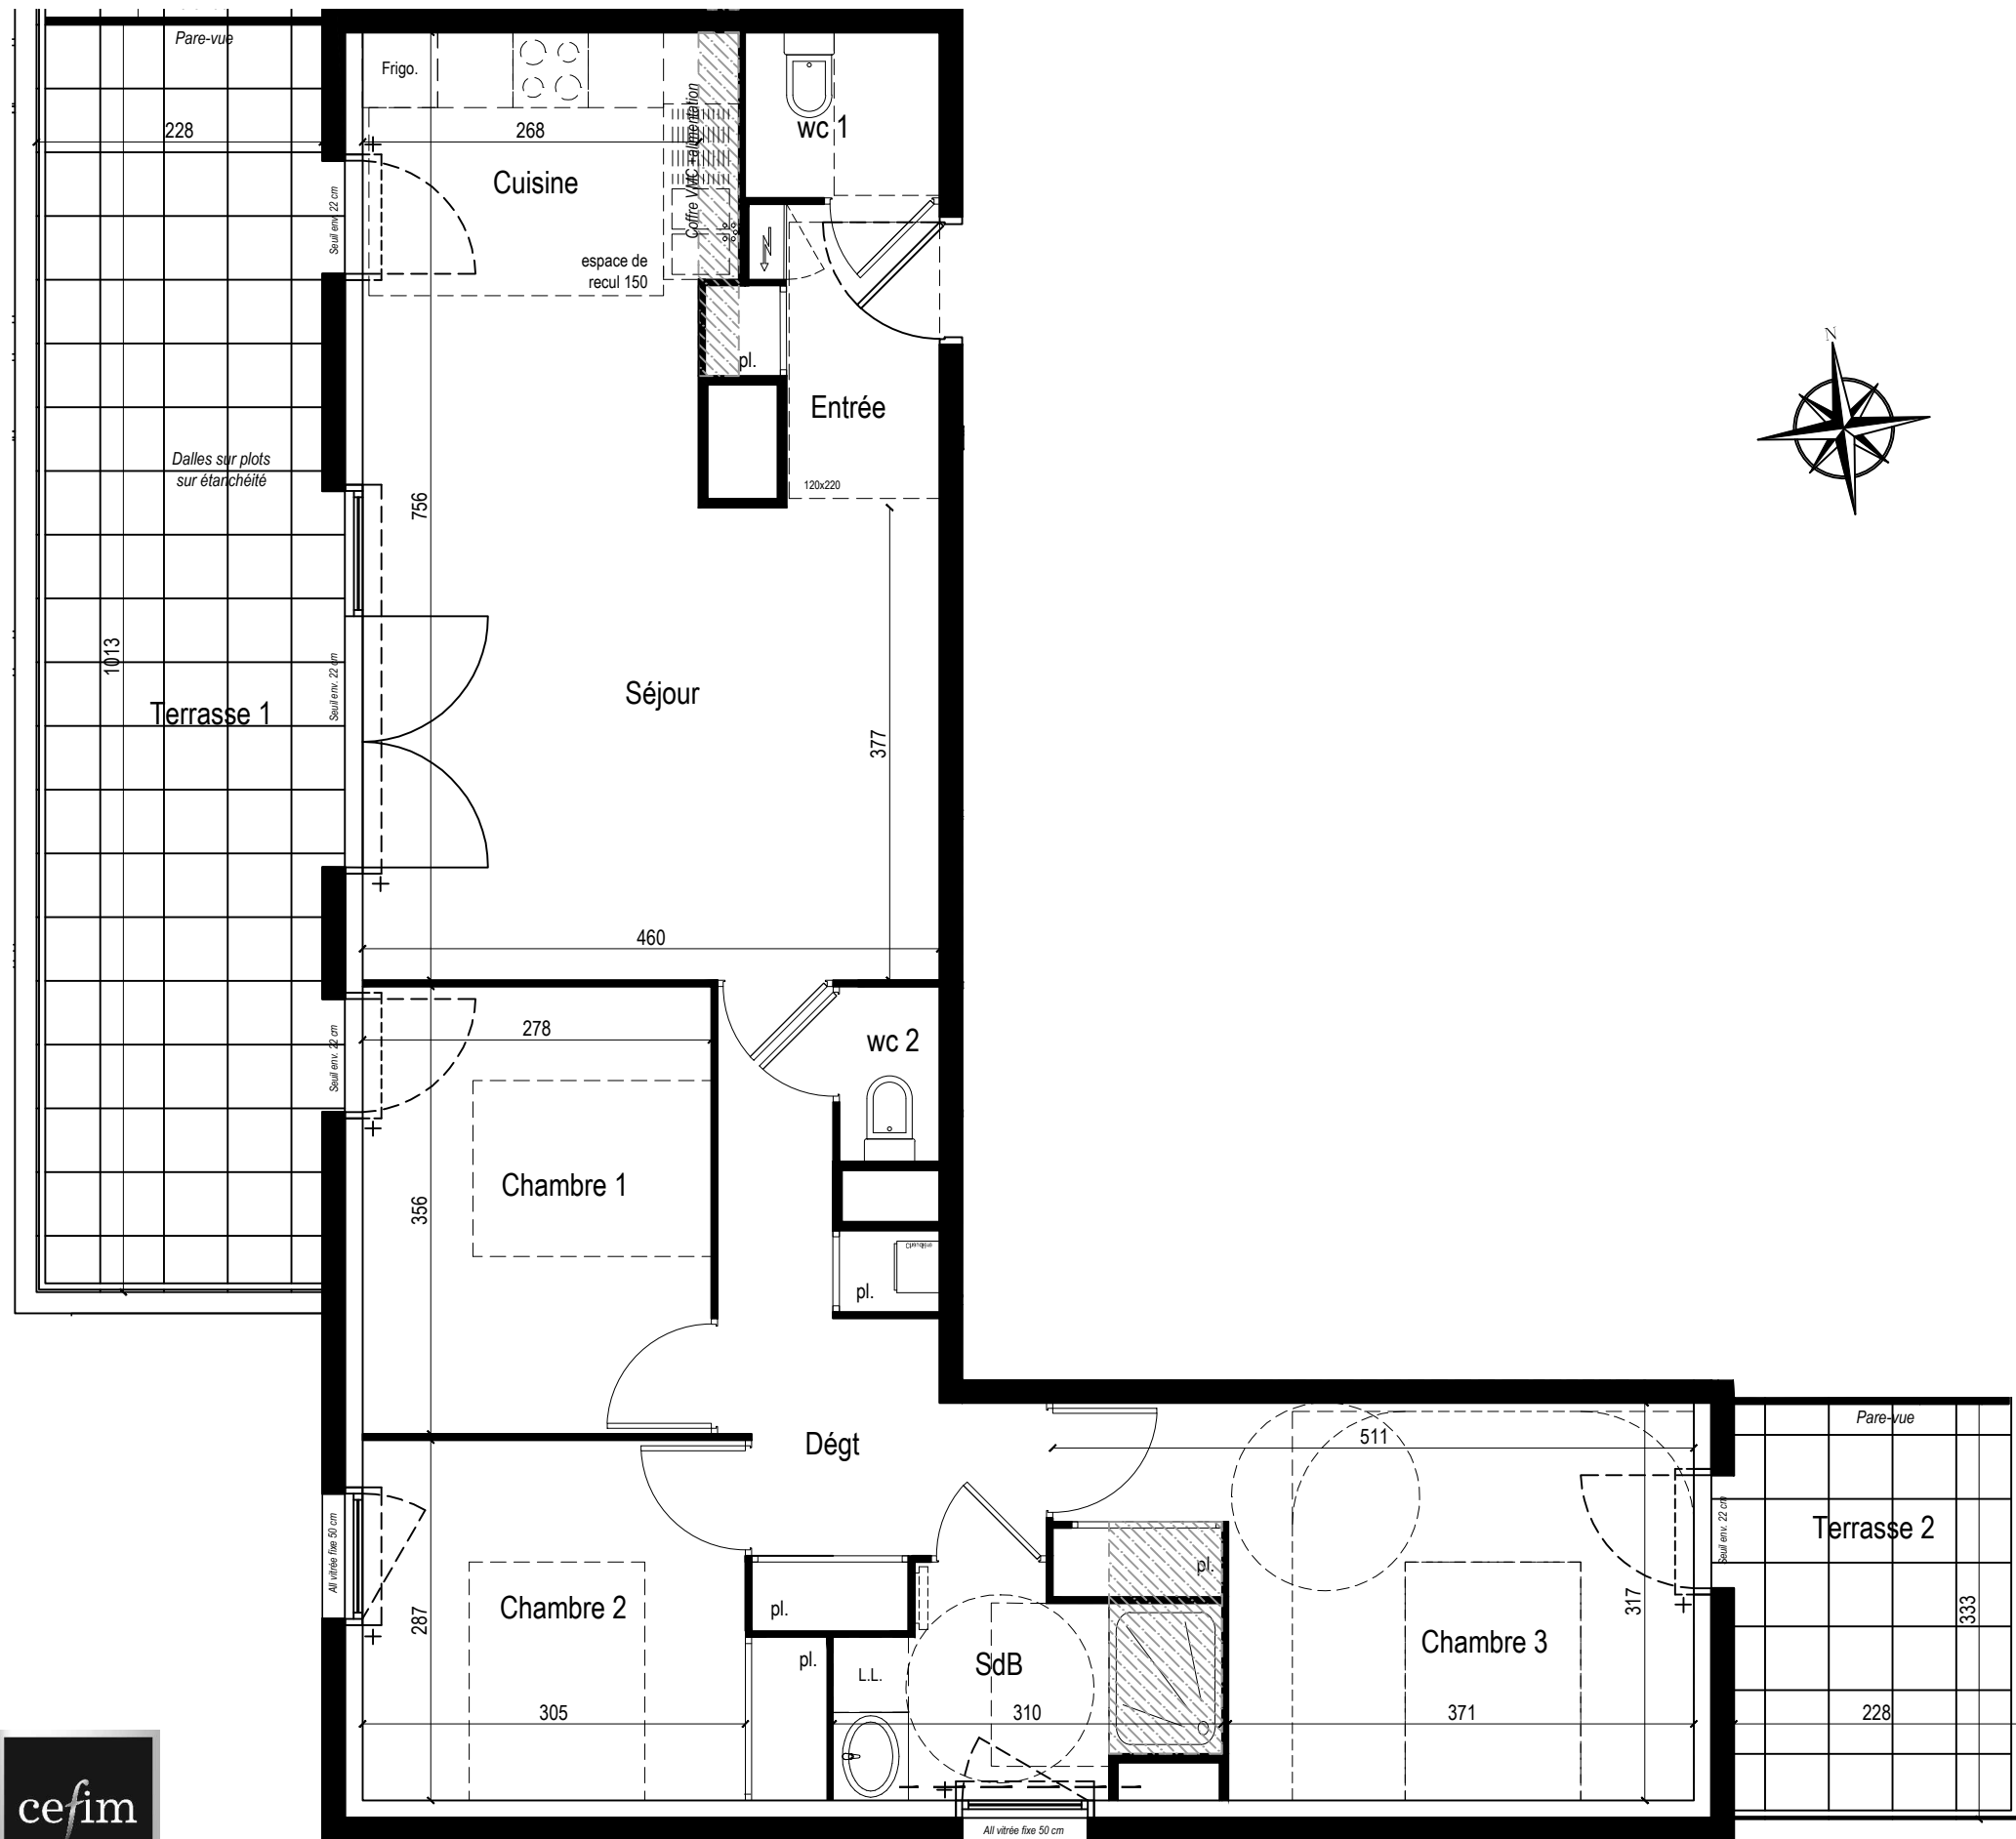 Pare-vue
Frigo.
228
268
Coffre VMC +alimentation
wc 1
Cuisine
Seuil env. 22 cm
espace de
recul 150
N
pl.
Entrée
Dalles sur plots
sur étanchéité
756
120x220
1013
Terrasse 1
Seuil env. 22 cm
Séjour
377
460
278
wc 2
Seuil env. 22 cm
Chambre 1
356
pl.
Dégt
511
Pare-vue
Terrasse 2
Seuil env. 22 cm
All vitrée fixe 50 cm
pl.
Chambre 2
287
pl.
317
333
Chambre 3
pl.
L.L.
SdB
305
310
371
228
cefim
All vitrée fixe 50 cm